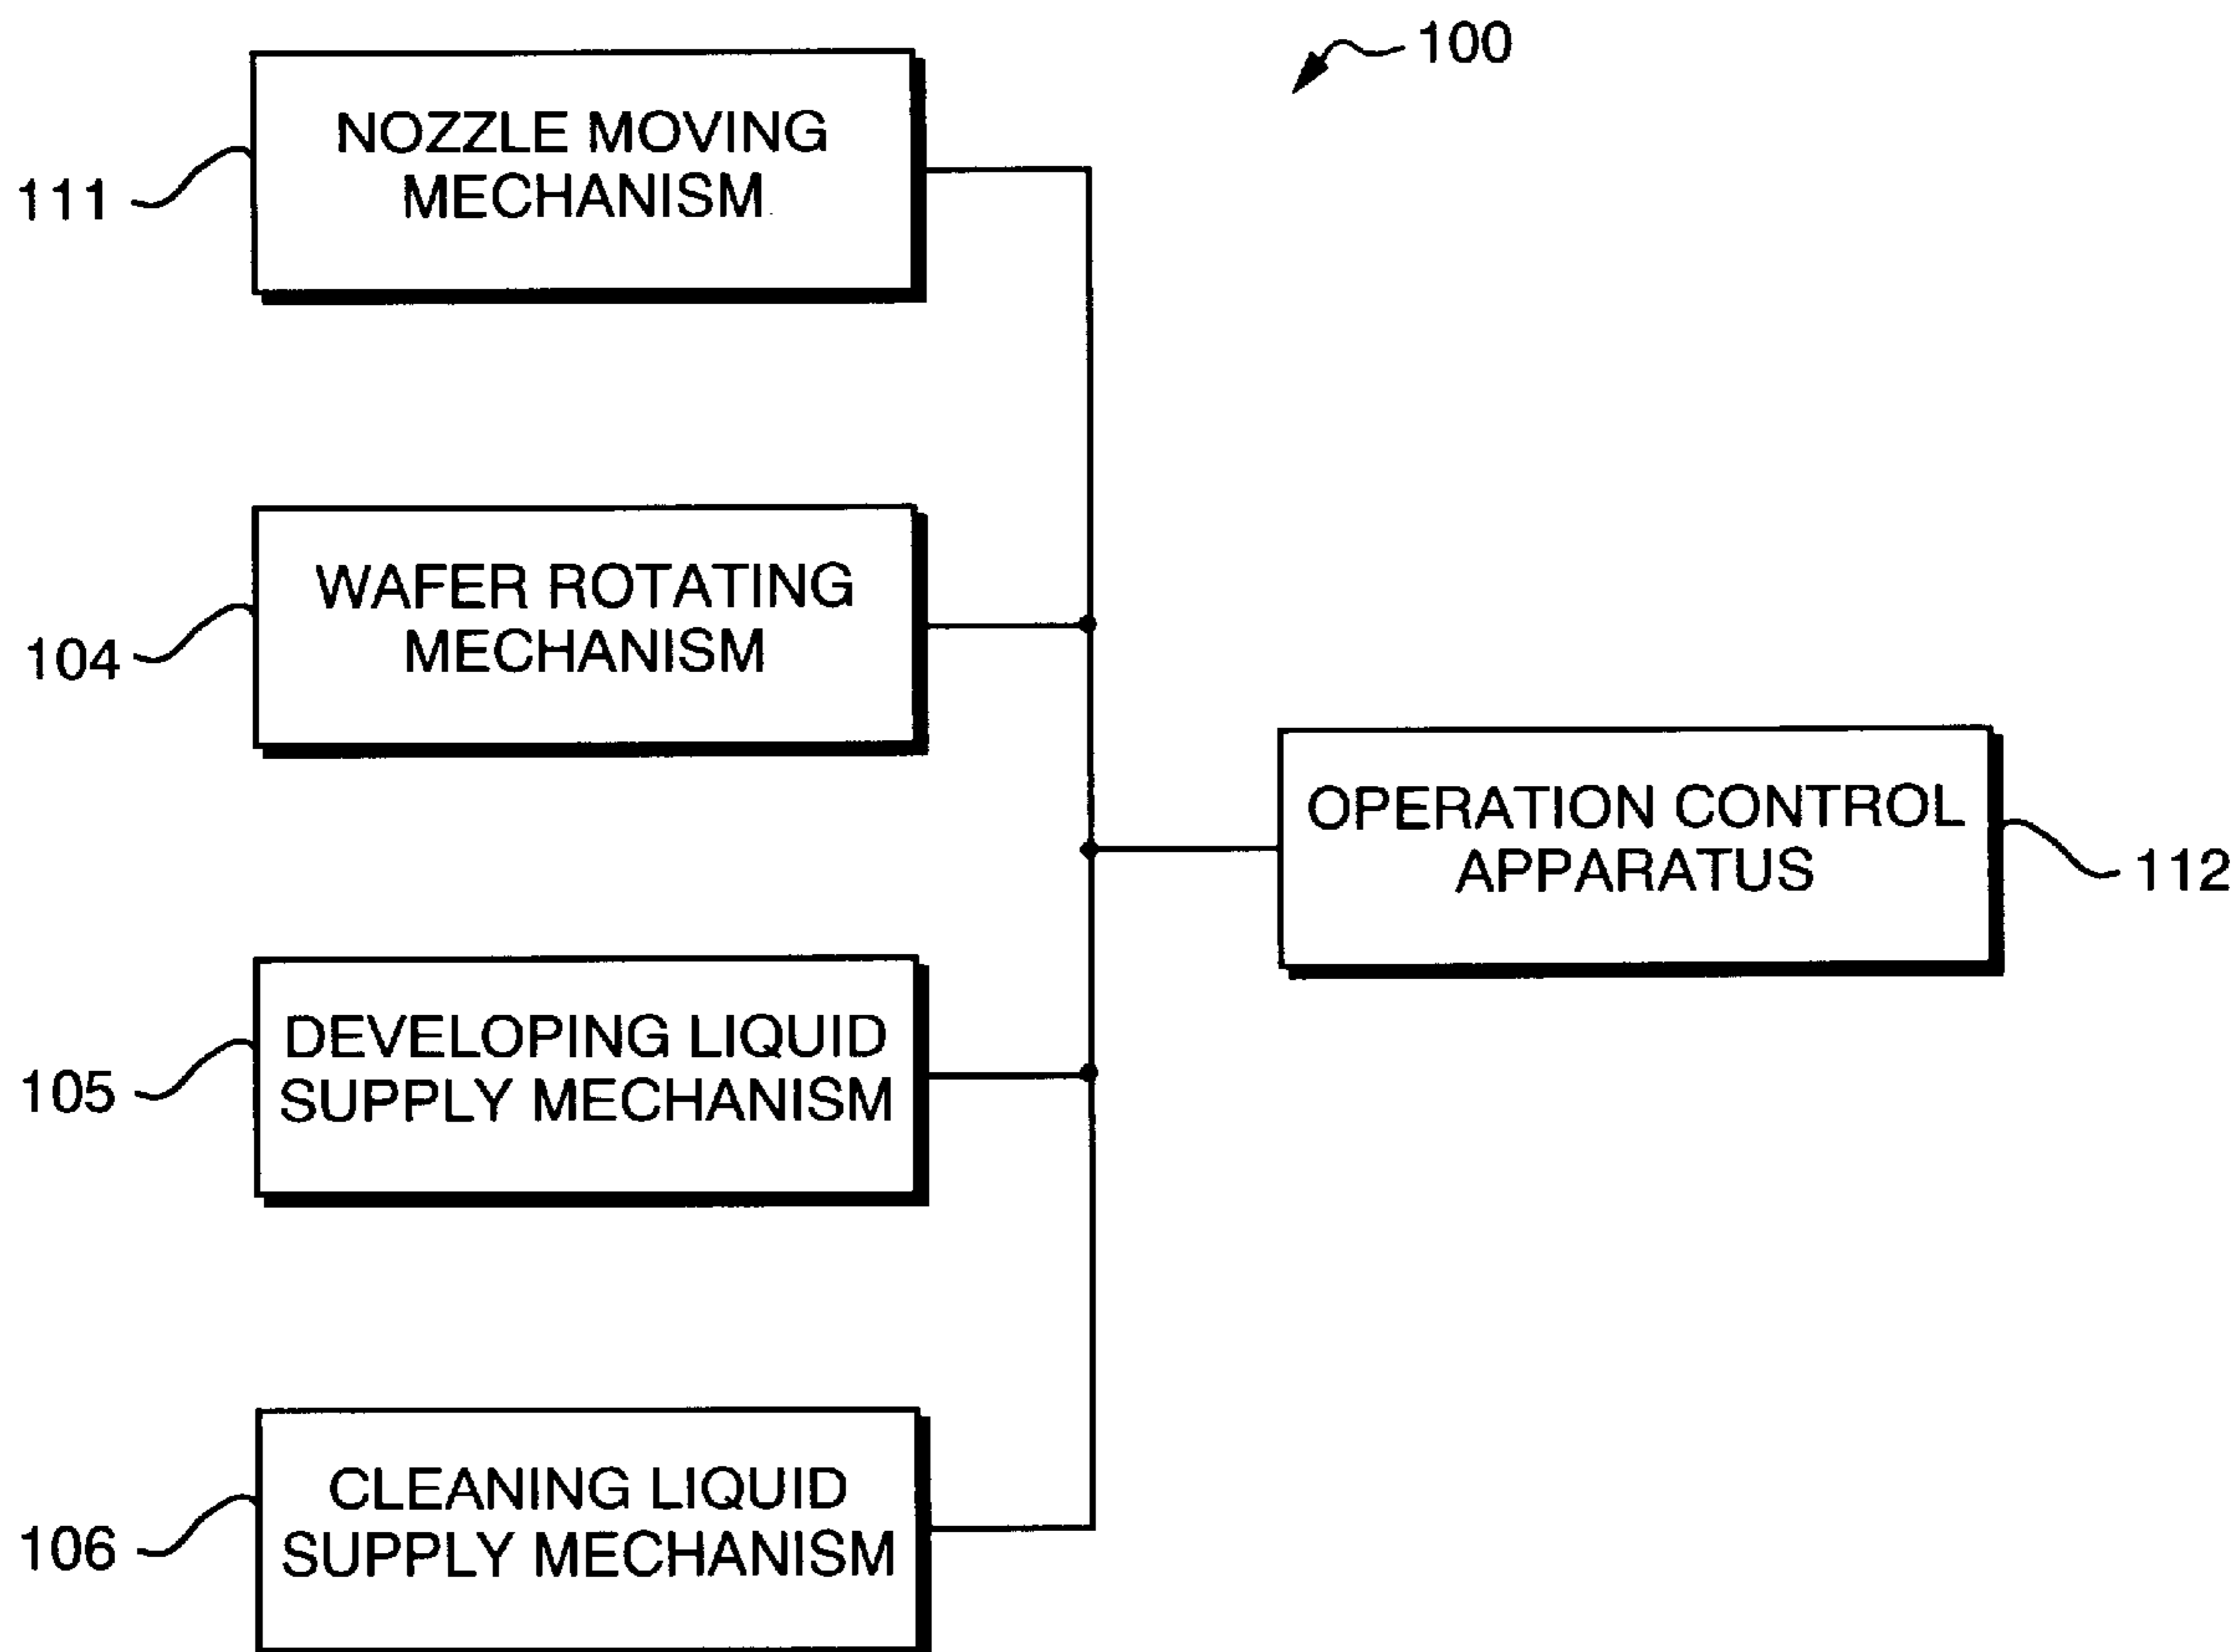 100
NOZZLE MOVING
MECHANISM
111
WAFER ROTATING
MECHANISM
104
OPERATION CONTROL
APPARATUS
112
DEVELOPING LIQUID
SUPPLY MECHANISM
105
CLEANING LIQUID
SUPPLY MECHANISM
106